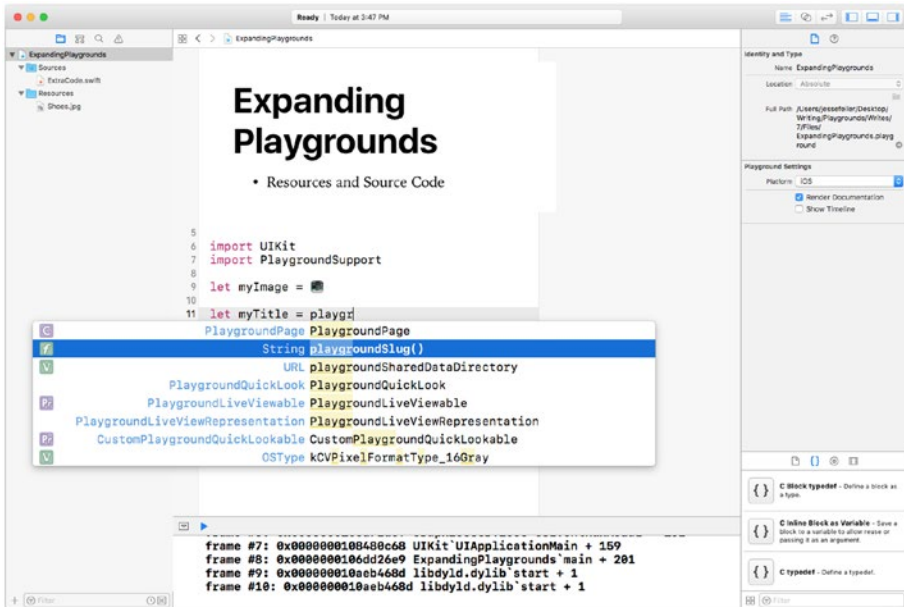 Ready | Today at 3:47 PM
ExpandingPlaygrounds
ExpandingPlaygrounds
Sources
ExtraCode.swift
Resources
Shoes.jpg
Expanding
Playgrounds
• Resources and Source Code
5
6 import UIKit
7 import PlaygroundSupport
8
9 let myImage =
10
11 let myTitle = playgr
C PlaygroundPage PlaygroundPage
f String playgroundSlug()
V URL playgroundSharedDataDirectory
PlaygroundQuickLook PlaygroundQuickLook
Pr PlaygroundLiveViewable PlaygroundLiveViewable
PlaygroundLiveViewRepresentation PlaygroundLiveViewRepresentation
Pr CustomPlaygroundQuickLookable CustomPlaygroundQuickLookable
V OSType kCVPixelFormatType_16Gray
frame #7: 0x0000000108480c68 UIKit`UIApplicationMain + 159
frame #8: 0x0000000106dd26e9 ExpandingPlaygrounds`main + 201
frame #9: 0x000000010aeb468d libdyld.dylib`start + 1
frame #10: 0x000000010aeb468d libdyld.dylib`start + 1
Filter
Identity and Type
Name ExpandingPlaygrounds
Location Absolute
Full Path /Users/jessefeiler/Desktop/
Writing/Playgrounds/Writes/
7/Files/
ExpandingPlaygrounds.playg
round
Playground Settings
Platform iOS
Render Documentation
Show Timeline
{ } C Block typedef - Define a block as
a type.
{ } C Inline Block as Variable - Save a
block to a variable to allow reuse or
passing it as an argument.
{ } C typedef - Define a typedef.
Filter